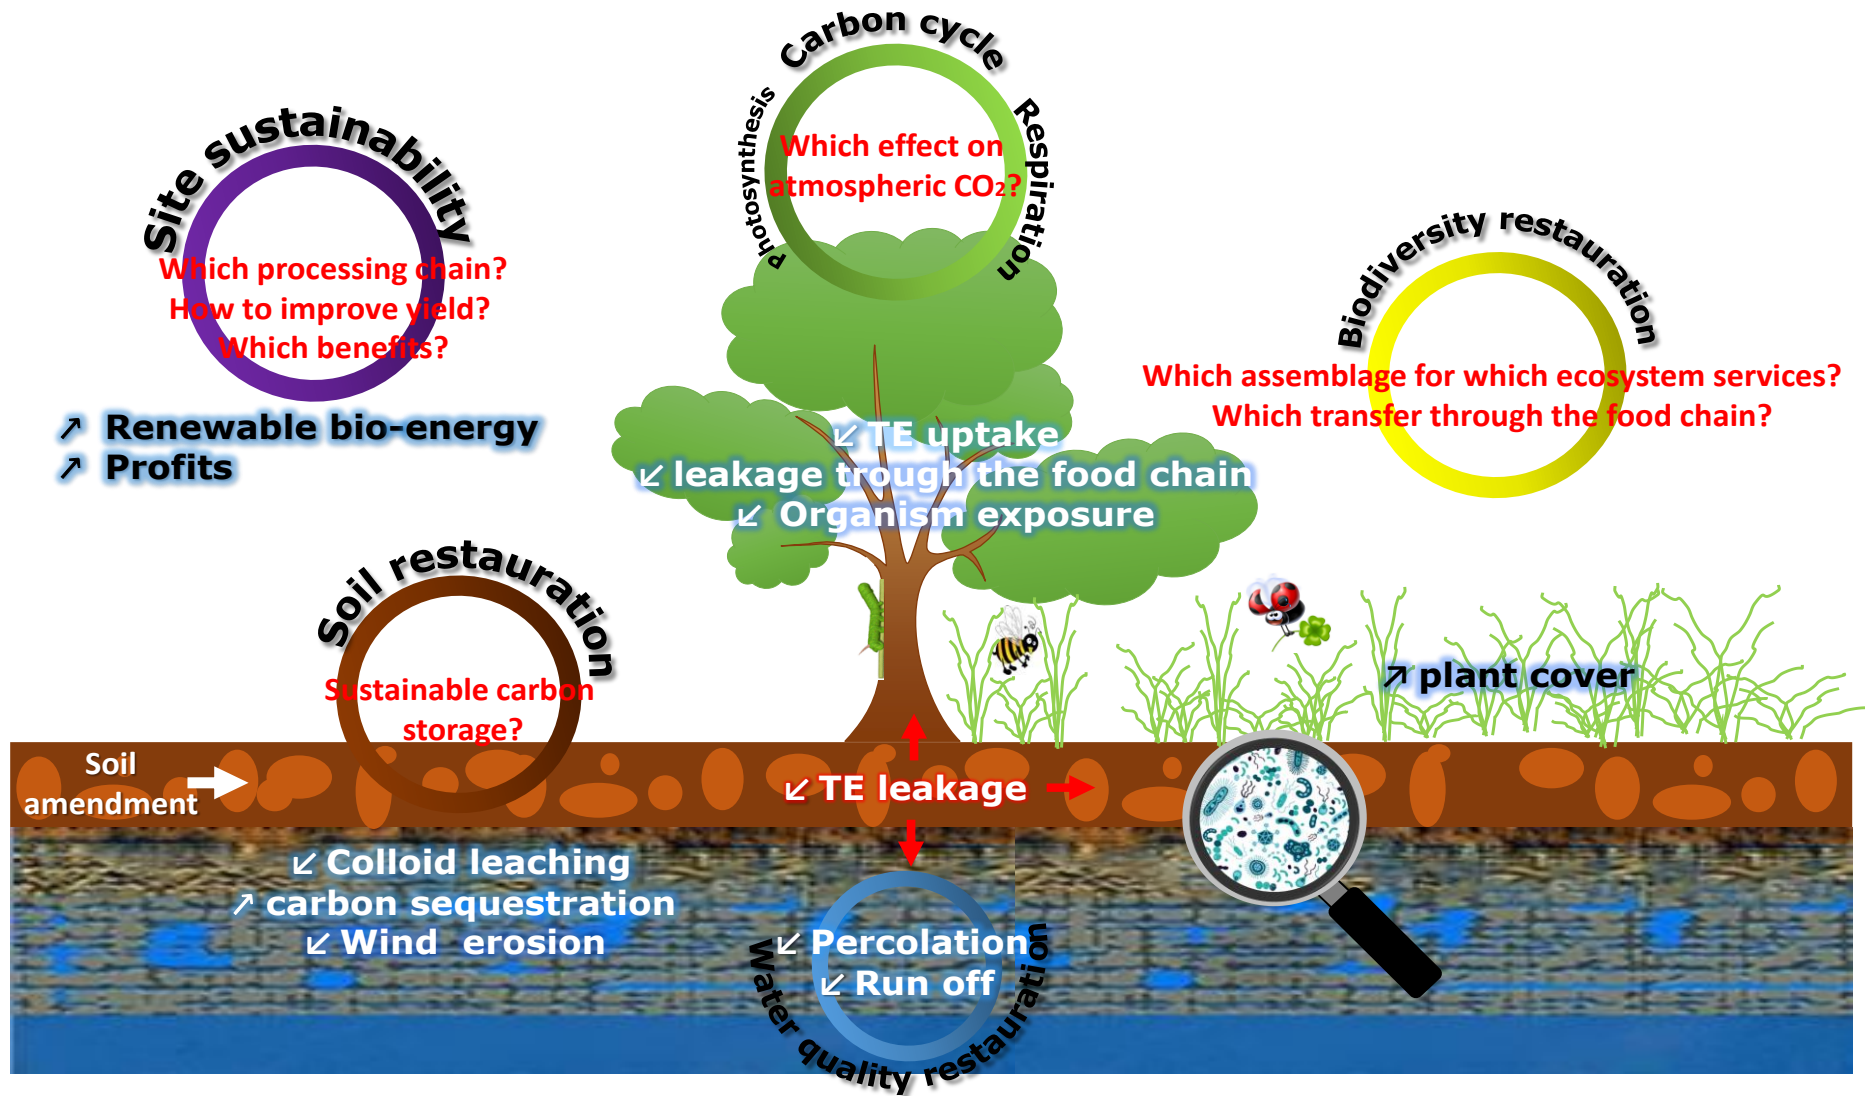 Carbon cycle
Photosynthesis
Respiration
Which effect on
atmospheric CO₂?
Site sustainability
Which processing chain?
How to improve yield?
Which benefits?
↗ Renewable bio-energy
↗ Profits
Biodiversity restauration
Which assemblage for which ecosystem services?
Which transfer through the food chain?
↙ TE uptake
↙ leakage trough the food chain
↙ Organism exposure
Soil restauration
Sustainable carbon
storage?
↗ plant cover
Soil
amendment
↙ TE leakage
↙ Colloid leaching
↗ carbon sequestration
↙ Wind erosion
↙ Percolation
↙ Run off
Water quality restauration